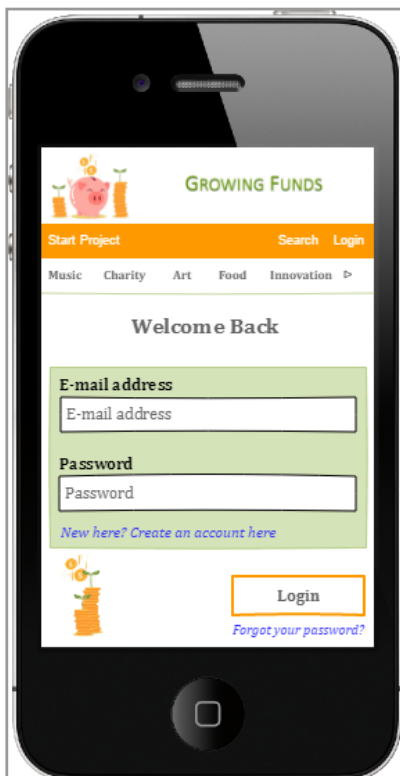 GROWING FUNDS
Start Project Search Login
Music Charity Art Food Innovation
Welcome Back
E-mail address
E-mail address
Password
Password
New here? Create an account here
Login
Forgot your password?